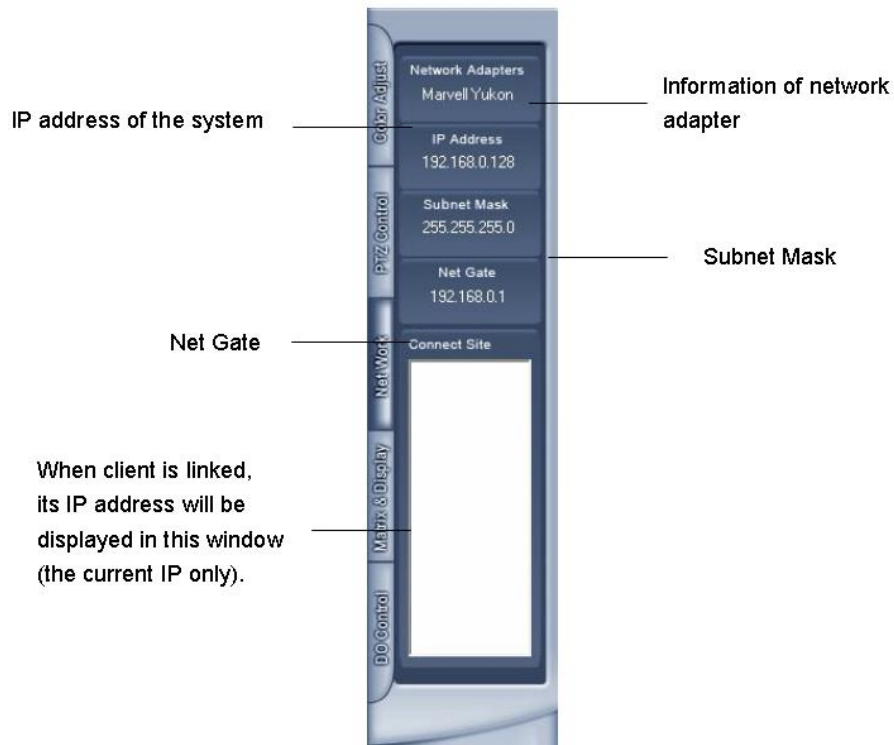 Color Adjust
PTZ Control
Net Work
Matrix & Display
DO Control
Network Adapters
Marvell Yukon
IP Address
192.168.0.128
Subnet Mask
255.255.255.0
Net Gate
192.168.0.1
Connect Site
IP address of the system
Net Gate
When client is linked,
its IP address will be
displayed in this window
(the current IP only).
Information of network
adapter
Subnet Mask